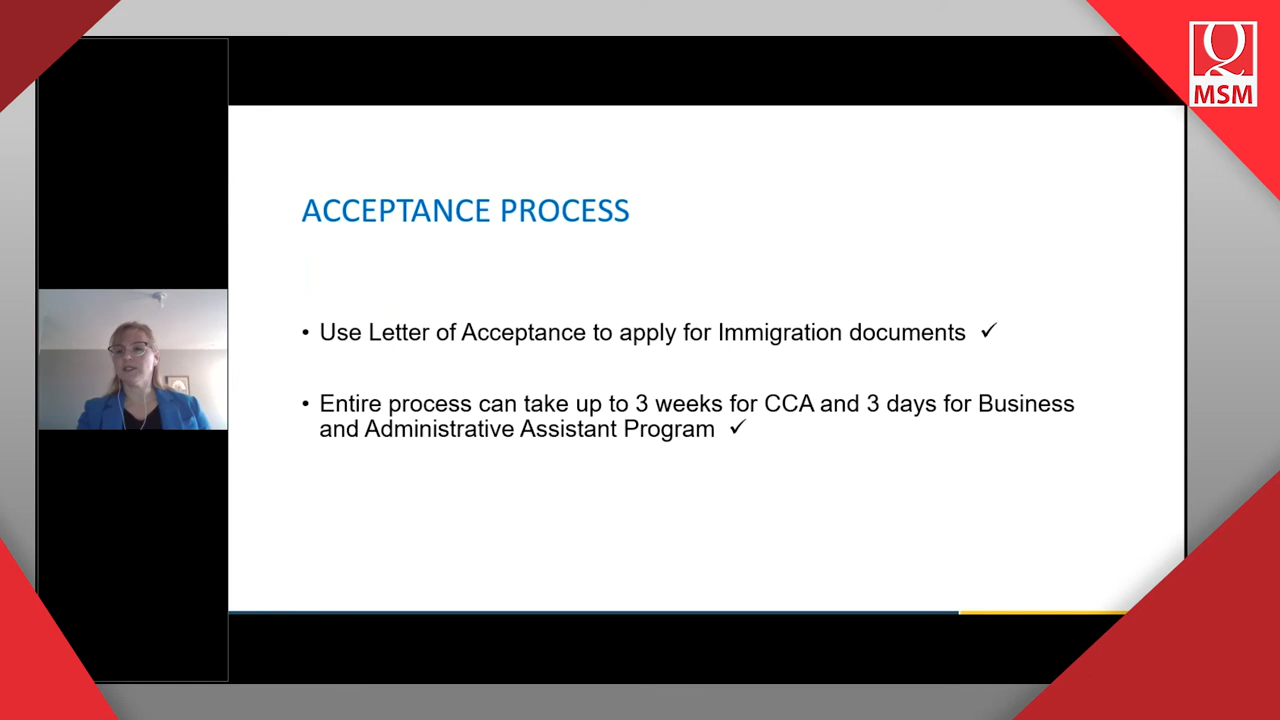 MSM
ACCEPTANCE PROCESS
• Use Letter of Acceptance to apply for Immigration documents ✓
• Entire process can take up to 3 weeks for CCA and 3 days for Business
and Administrative Assistant Program ✓